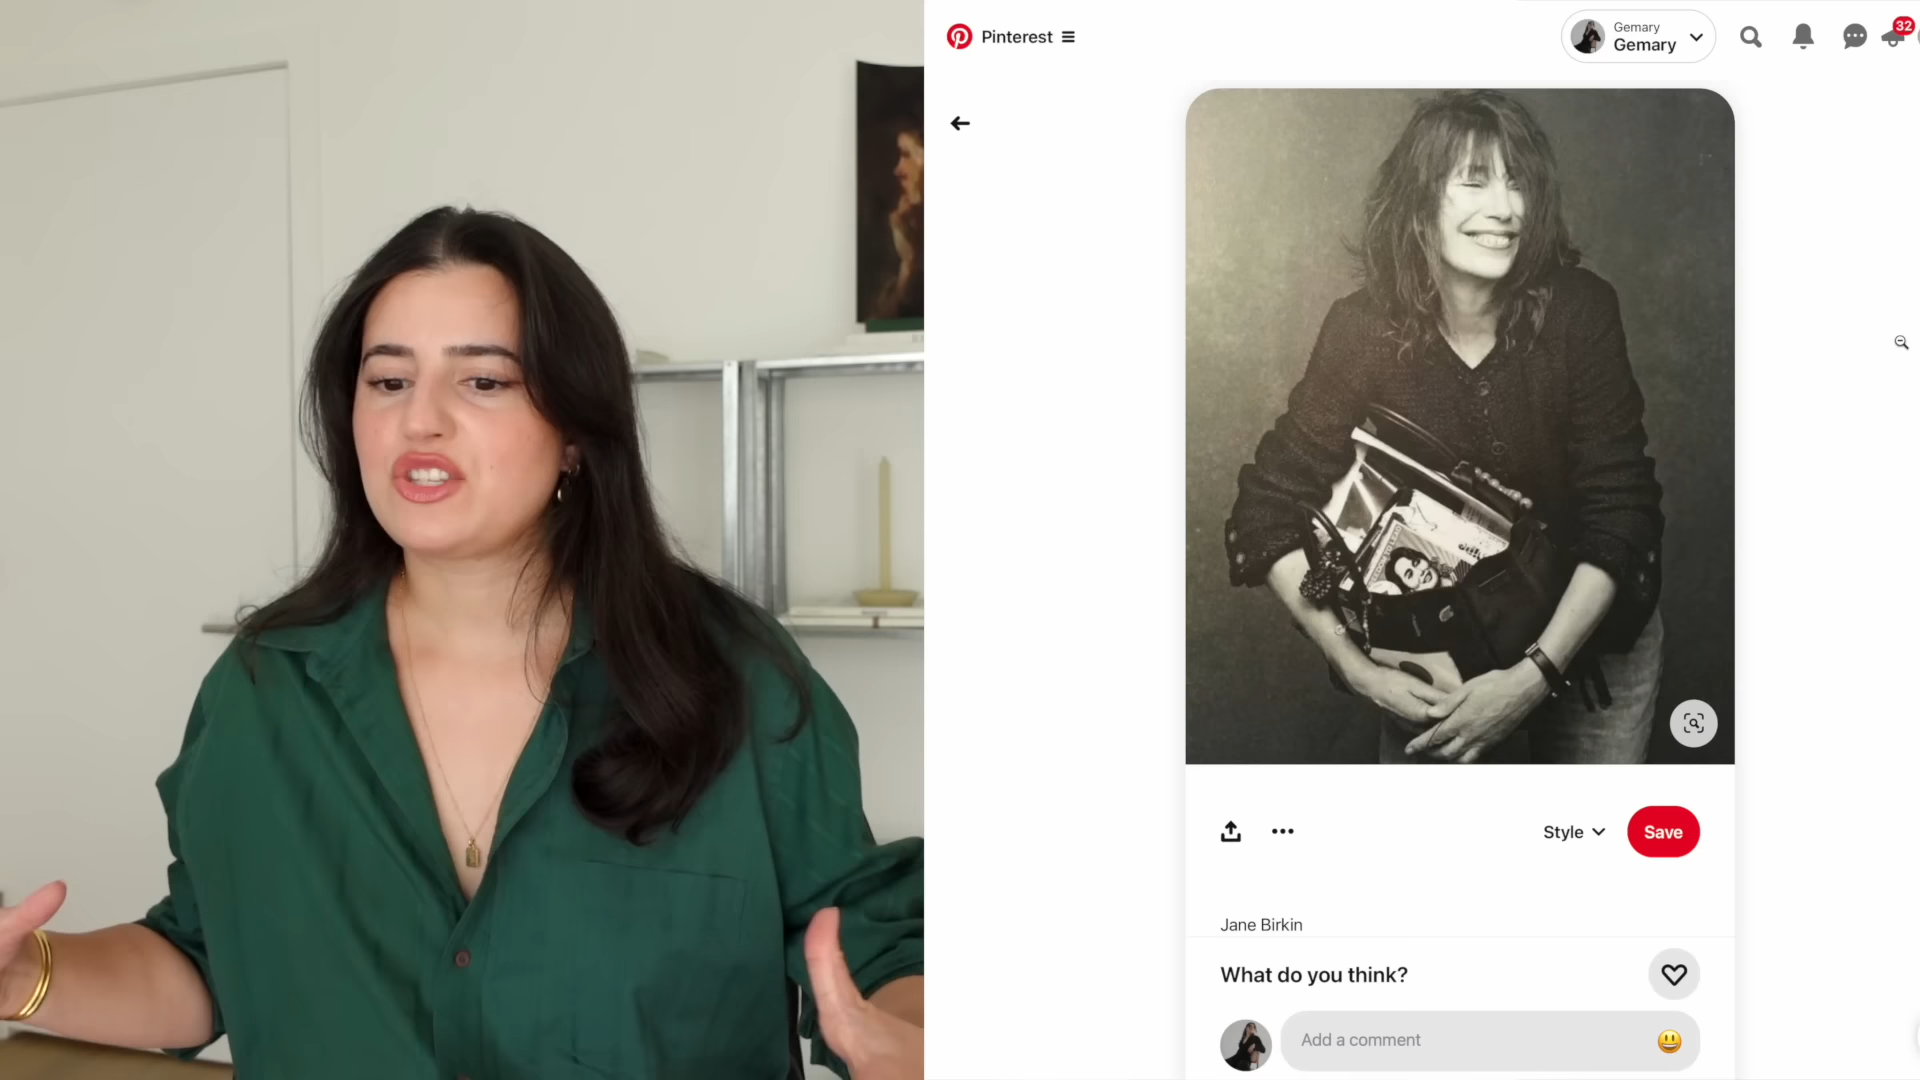 Pinterest
Gemary
Gemary
32
Style
Save
Jane Birkin
What do you think?
Add a comment